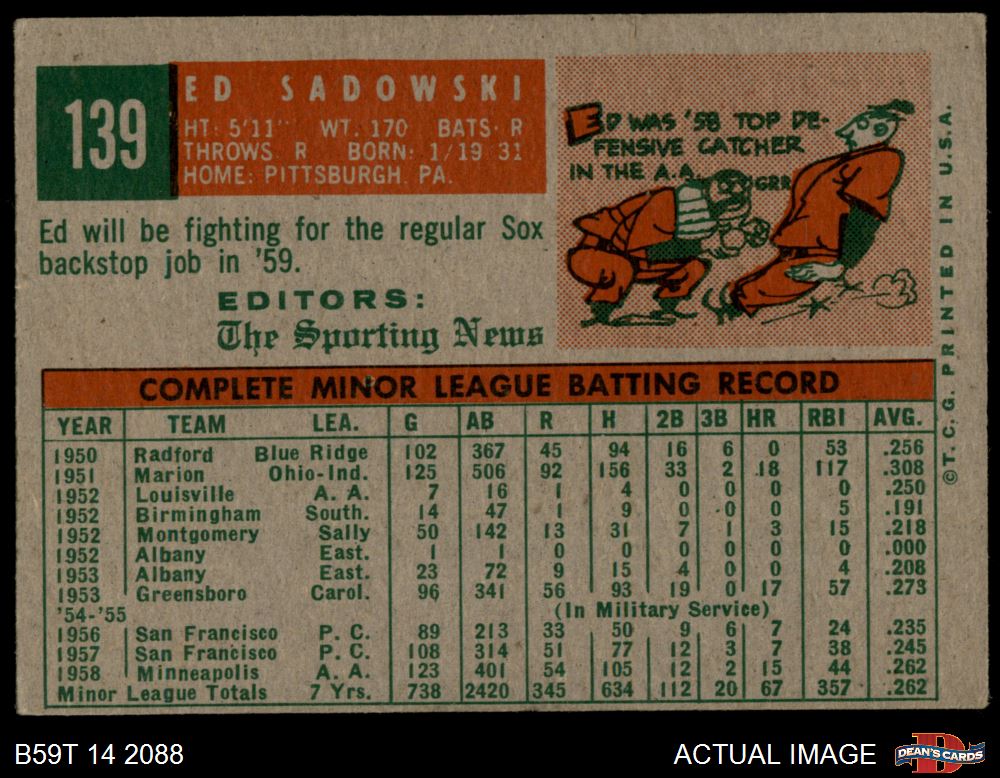 139
ED SADOWSKI
HT: 5'11" WT. 170 BATS· R
THROWS R BORN: 1/19 31
HOME: PITTSBURGH. PA.
ED WAS '58 TOP DE-
FENSIVE CATCHER
IN THE A.A.
GRR
Ed will be fighting for the regular Sox
backstop job in '59.
EDITORS:
The Sporting News
COMPLETE MINOR LEAGUE BATTING RECORD
YEAR TEAM LEA. G AB R H 2B 3B HR RBI AVG.
1950 Radford Blue Ridge 102 367 45 94 16 6 0 53 .256
1951 Marion Ohio-Ind. 125 506 92 156 33 2 18 117 .308
1952 Louisville A. A. 7 16 1 4 0 0 0 0 .250
1952 Birmingham South. 14 47 1 9 0 0 0 5 .191
1952 Montgomery Sally 50 142 13 31 7 1 3 15 .218
1952 Albany East. 1 1 0 0 0 0 0 0 .000
1953 Albany East. 23 72 9 15 4 0 0 4 .208
1953 Greensboro Carol. 96 341 56 93 19 0 17 57 .273
'54-'55 (In Military Service)
1956 San Francisco P. C. 89 213 33 50 9 6 7 24 .235
1957 San Francisco P. C. 108 314 51 77 12 3 7 38 .245
1958 Minneapolis A. A. 123 401 54 105 12 2 15 44 .262
Minor League Totals 7 Yrs. 738 2420 345 634 112 20 67 357 .262
©T. C. G. PRINTED IN U.S.A.
B59T 14 2088
ACTUAL IMAGE
D
DEAN'S CARDS